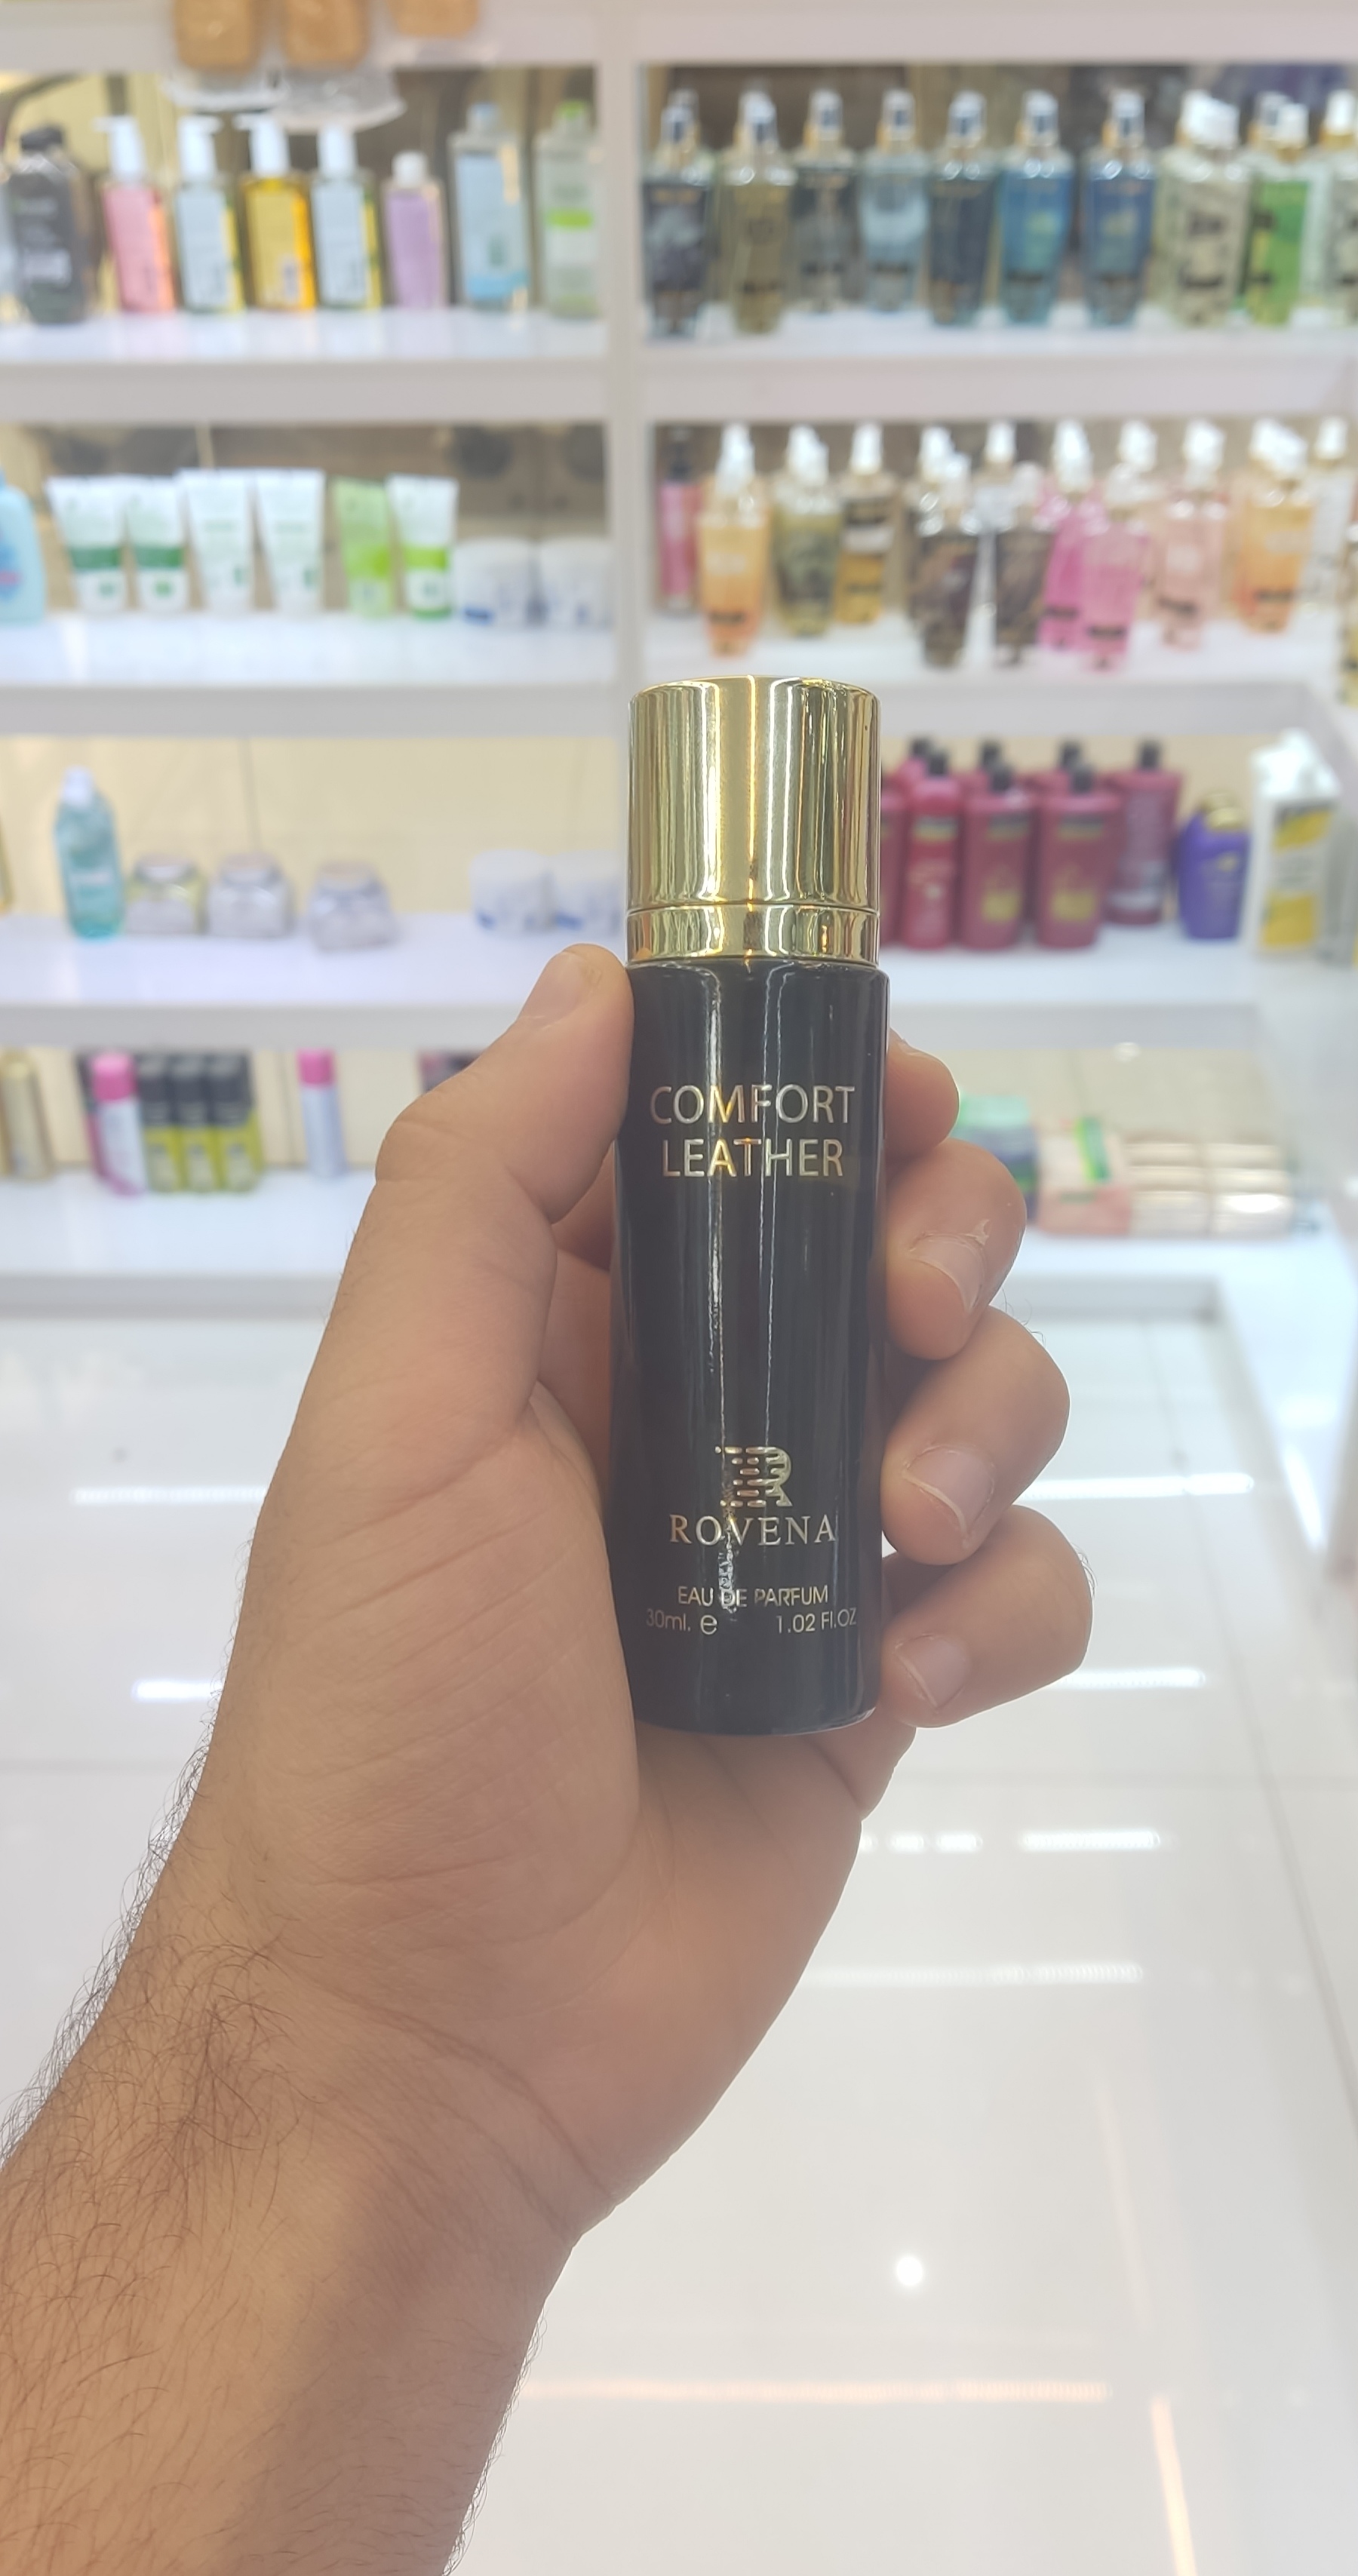 COMFORT
LEATHER
R
ROVENA
EAU DE PARFUM
30ml. e 1.02 Fl.OZ